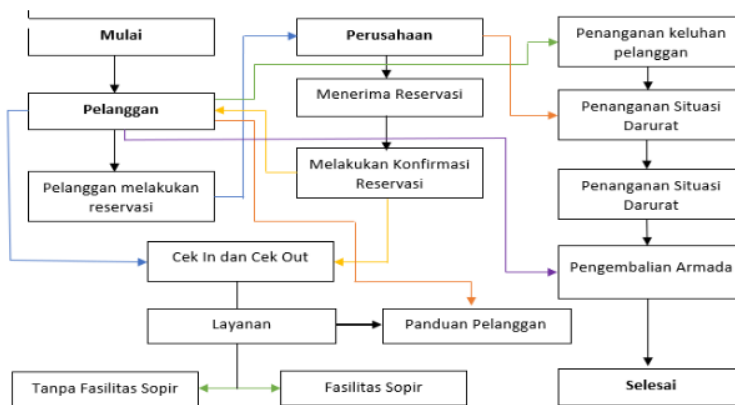 Mulai
Perusahaan
Penanganan keluhan
pelanggan
Pelanggan
Menerima Reservasi
Penanganan Situasi
Darurat
Pelanggan melakukan
reservasi
Melakukan Konfirmasi
Reservasi
Penanganan Situasi
Darurat
Cek In dan Cek Out
Pengembalian Armada
Layanan
Panduan Pelanggan
Tanpa Fasilitas Sopir
Fasilitas Sopir
Selesai